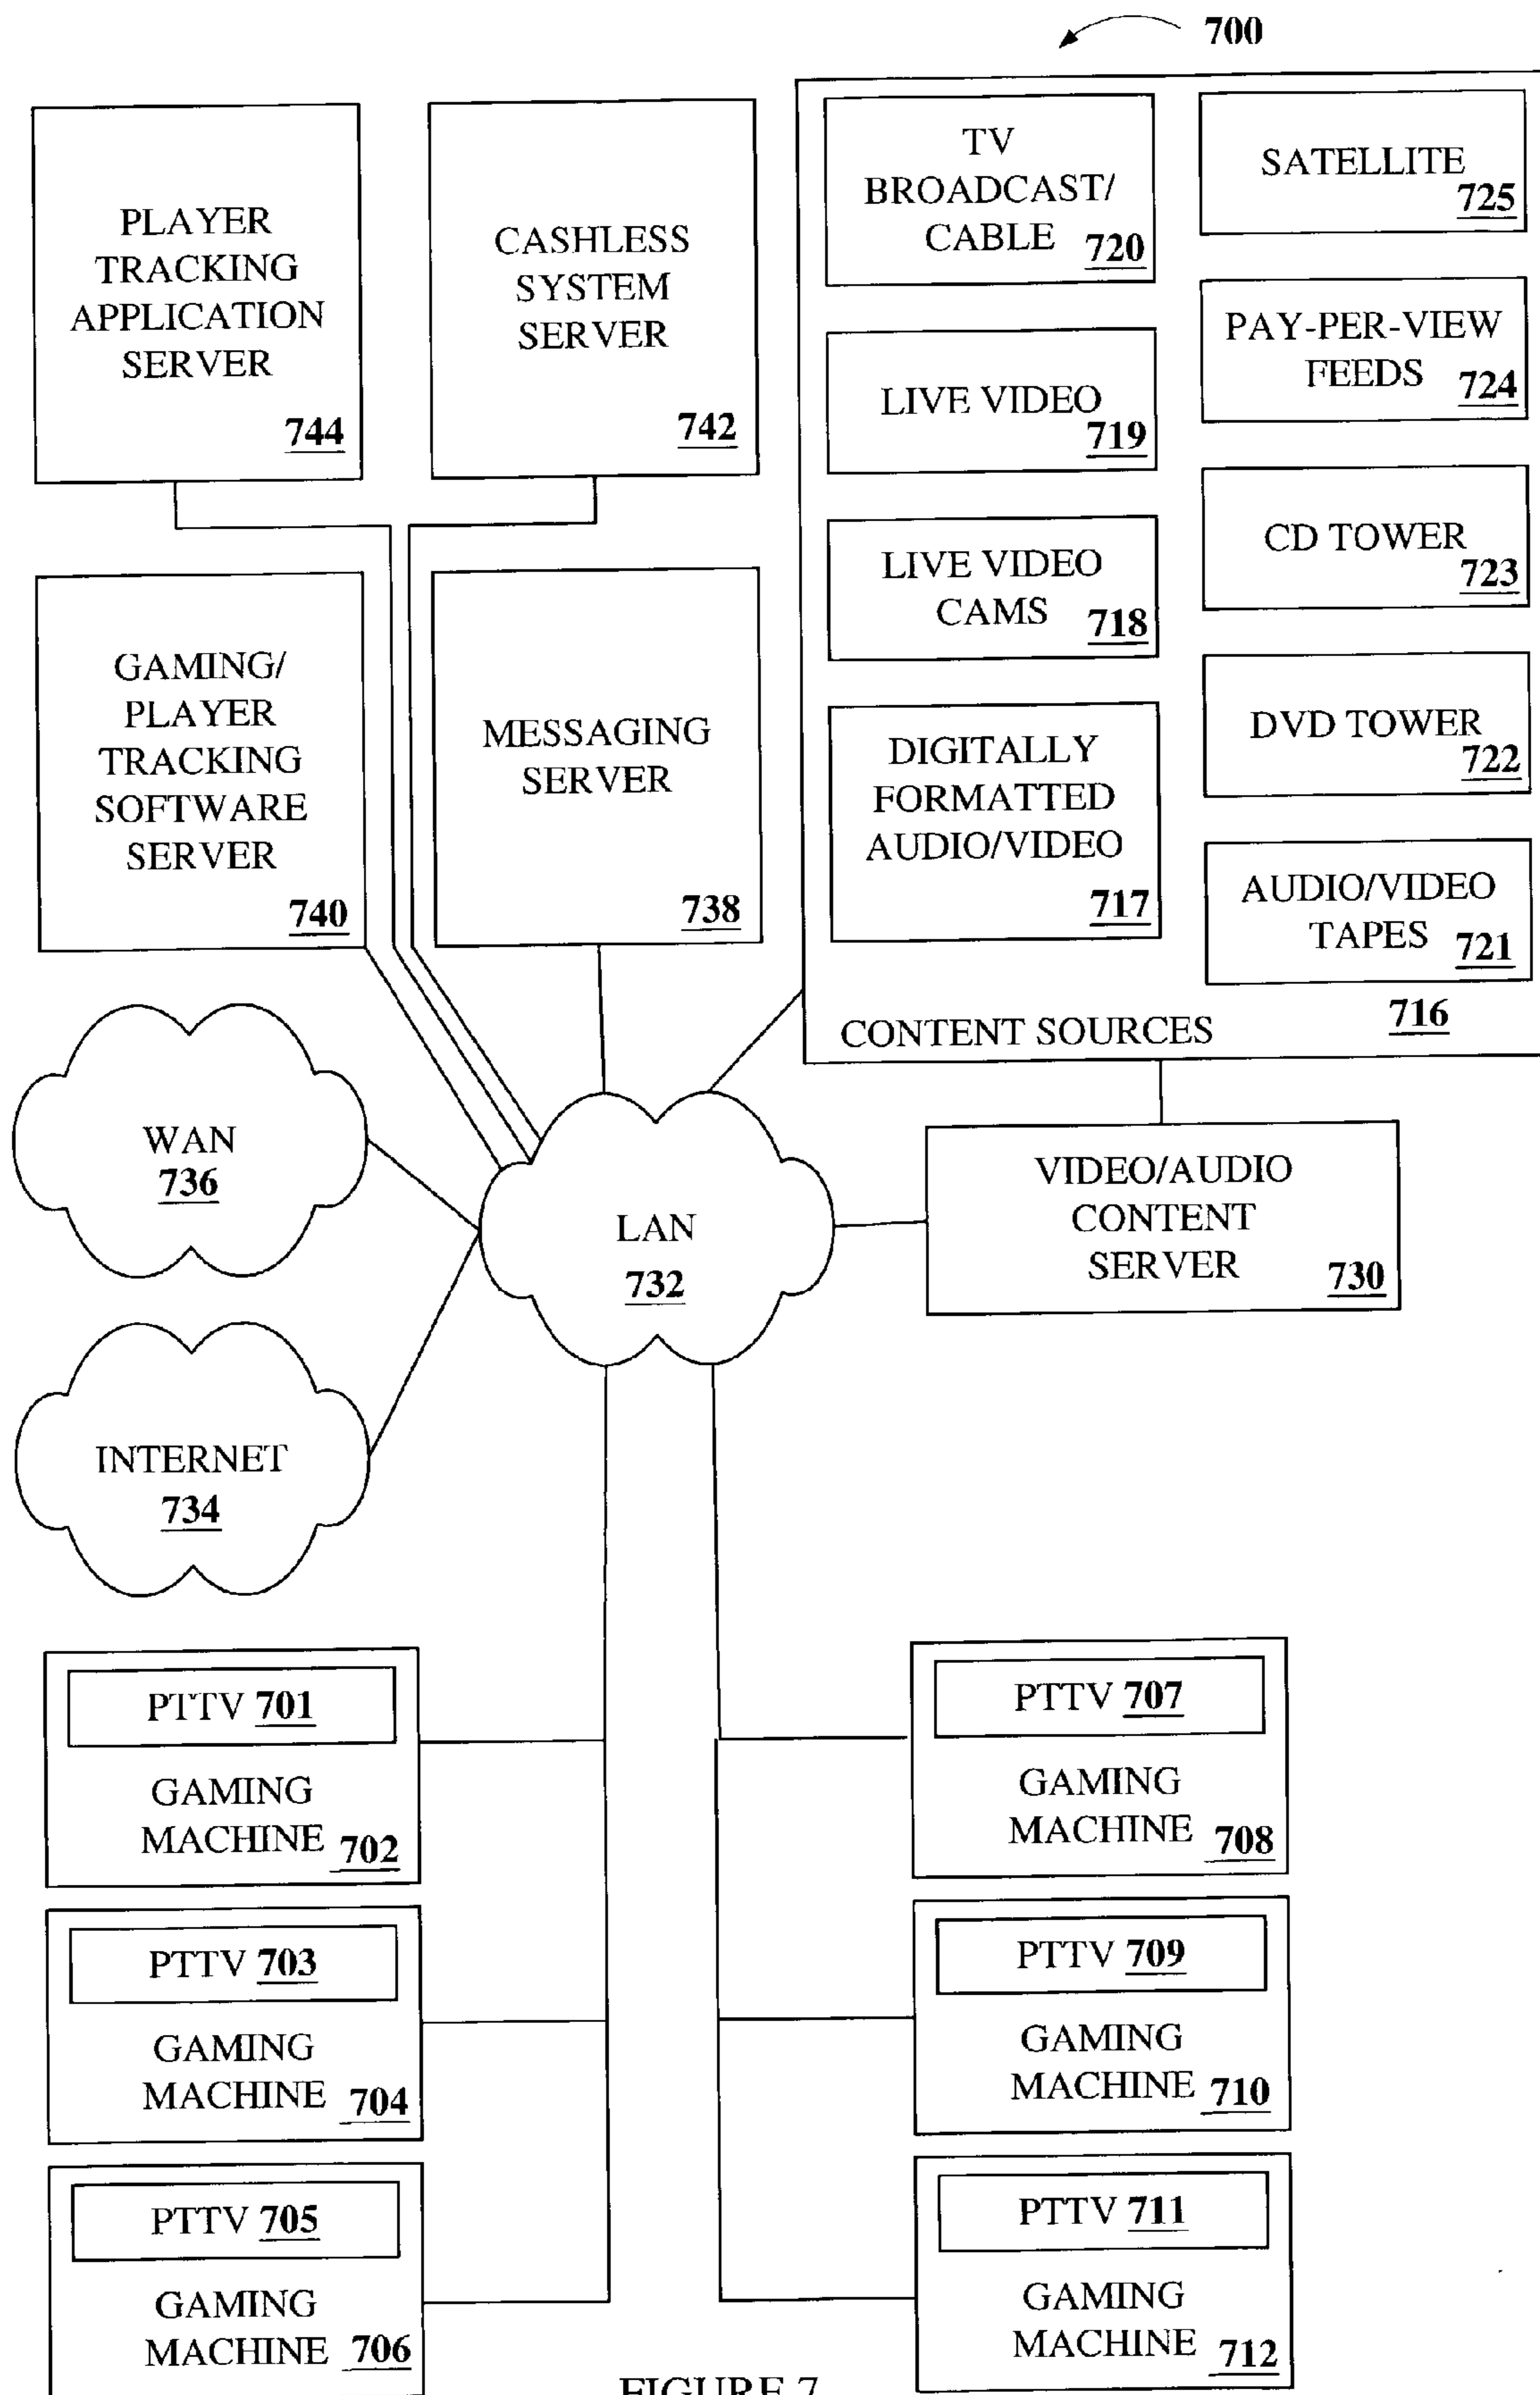 700
PLAYER
TRACKING
APPLICATION
SERVER
744
CASHLESS
SYSTEM
SERVER
742
TV
BROADCAST/
CABLE 720
SATELLITE
725
LIVE VIDEO
719
PAY-PER-VIEW
FEEDS 724
LIVE VIDEO
CAMS 718
CD TOWER
723
DIGITALLY
FORMATTED
AUDIO/VIDEO
717
DVD TOWER
722
AUDIO/VIDEO
TAPES 721
CONTENT SOURCES 716
GAMING/
PLAYER
TRACKING
SOFTWARE
SERVER
740
MESSAGING
SERVER
738
WAN
736
LAN
732
VIDEO/AUDIO
CONTENT
SERVER 730
INTERNET
734
PTTV 701
GAMING
MACHINE 702
PTTV 703
GAMING
MACHINE 704
PTTV 705
GAMING
MACHINE 706
PTTV 707
GAMING
MACHINE 708
PTTV 709
GAMING
MACHINE 710
PTTV 711
GAMING
MACHINE 712
FIGURE 7